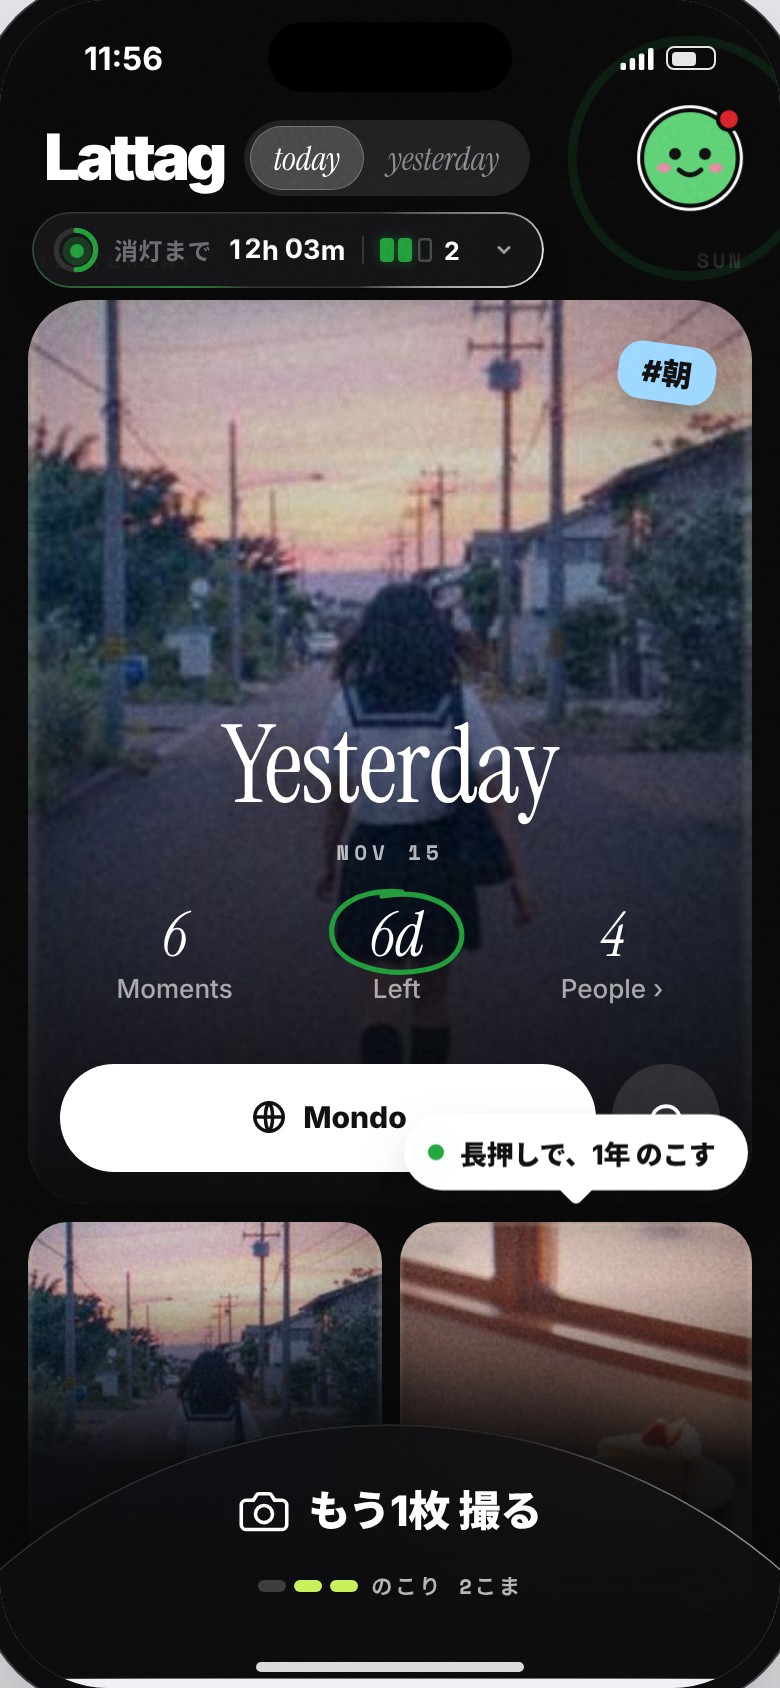 11:56
Lattag
today
yesterday
消灯まで 12h 03m 2
SUN
#朝
Yesterday
NOV 15
6
Moments
6d
Left
4
People ›
Mondo
長押しで、1年 のこす
もう1枚 撮る
のこり 2こま